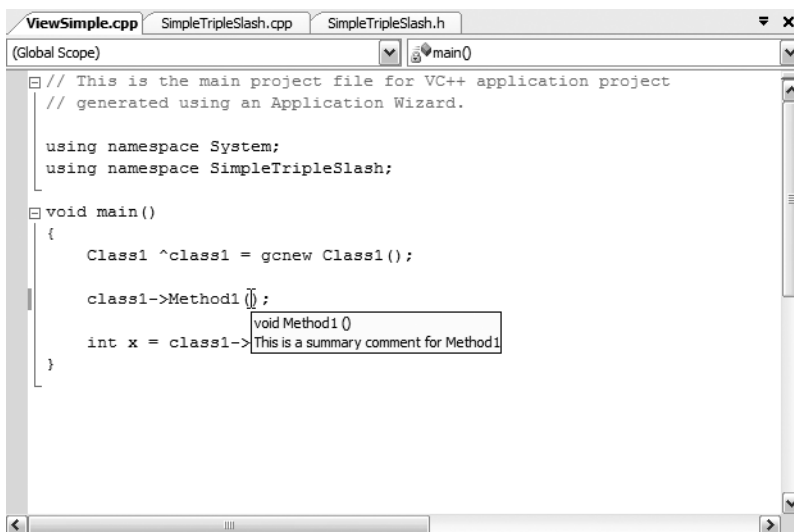 ViewSimple.cpp SimpleTripleSlash.cpp SimpleTripleSlash.h
(Global Scope) main()
// This is the main project file for VC++ application project
// generated using an Application Wizard.
using namespace System;
using namespace SimpleTripleSlash;
void main()
{
Class1 ^class1 = gcnew Class1();
class1->Method1();
void Method1 ()
int x = class1-> This is a summary comment for Method1
}